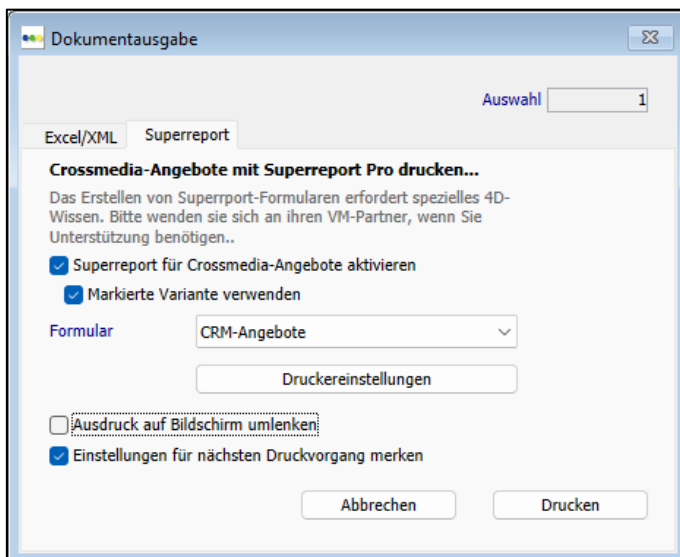 Dokumentausgabe
Auswahl 1
Excel/XML Superreport
Crossmedia-Angebote mit Superreport Pro drucken...
Das Erstellen von Superrport-Formularen erfordert spezielles 4D-
Wissen. Bitte wenden sie sich an ihren VM-Partner, wenn Sie
Unterstützung benötigen..
Superreport für Crossmedia-Angebote aktivieren
Markierte Variante verwenden
Formular CRM-Angebote
Druckereinstellungen
Ausdruck auf Bildschirm umlenken
Einstellungen für nächsten Druckvorgang merken
Abbrechen Drucken